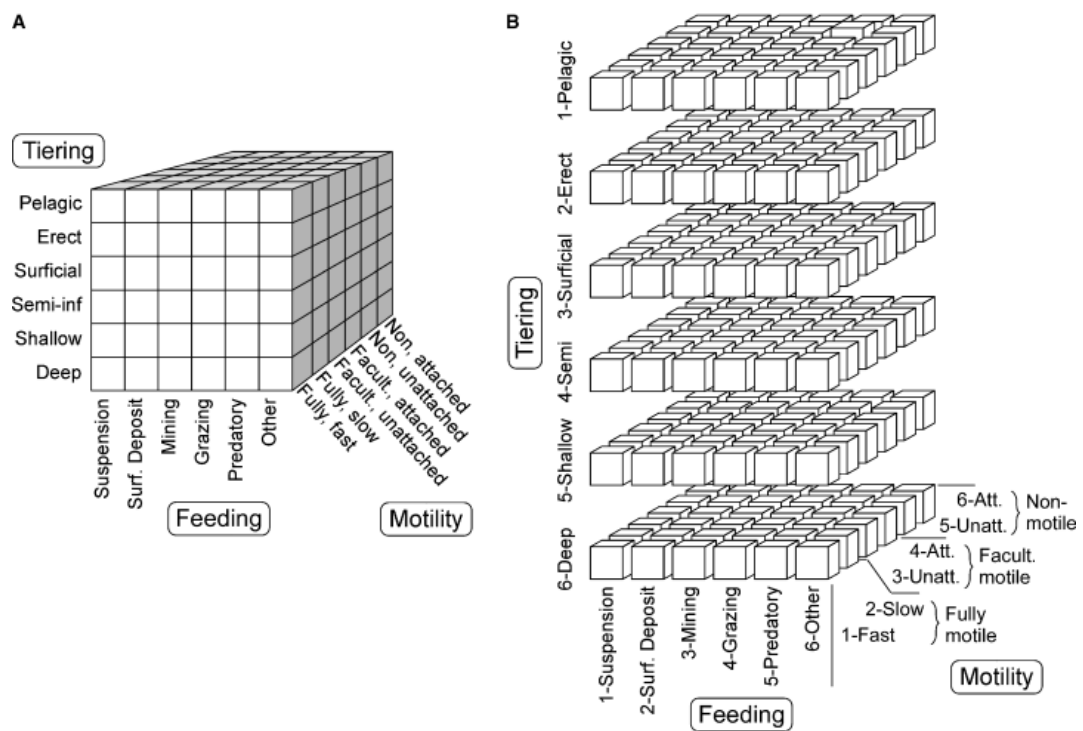 A
Tiering
Pelagic
Erect
Surficial
Semi-inf
Shallow
Deep
Suspension
Surf. Deposit
Mining
Grazing
Predatory
Other
Feeding
Fully, fast
Fully, slow
Facult., unattached
Facult., attached
Non, unattached
Non, attached
Motility
B
1-Pelagic
2-Erect
3-Surficial
4-Semi
5-Shallow
6-Deep
Tiering
1-Suspension
2-Surf. Deposit
3-Mining
4-Grazing
5-Predatory
6-Other
Feeding
6-Att.
5-Unatt.
Non-
motile
4-Att.
3-Unatt.
Facult.
motile
2-Slow
1-Fast
Fully
motile
Motility